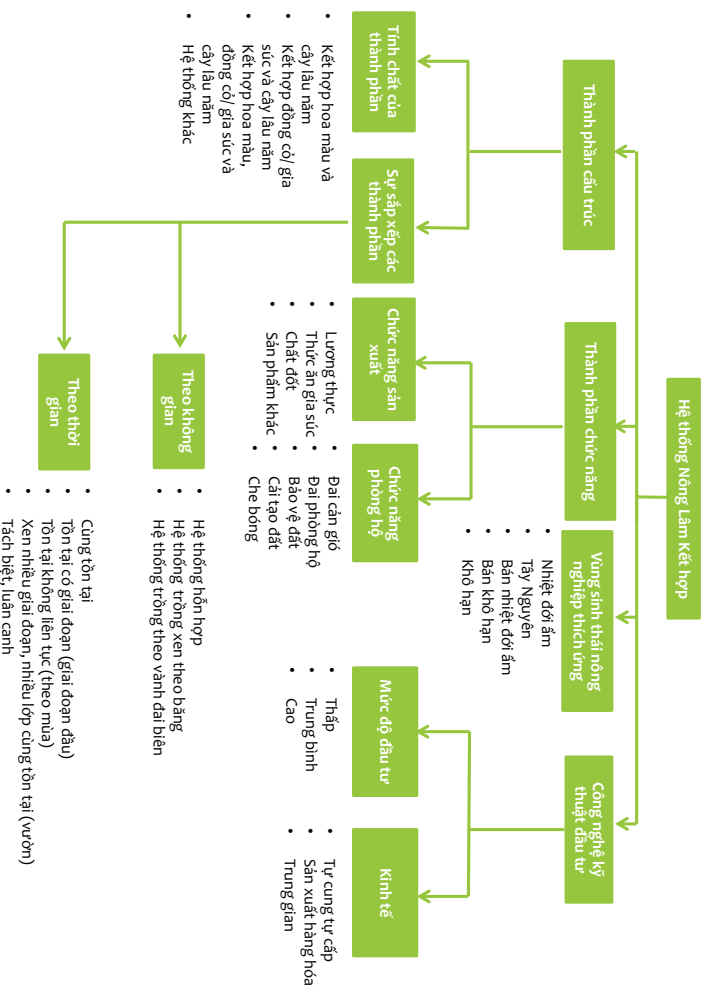 Hệ thống Nông Lâm Kết hợp
Thành phần cấu trúc
Thành phần chức năng
Vùng sinh thái nông
nghiệp thích ứng
Công nghệ kỹ
thuật đầu tư
• Nhiệt đới ẩm
• Tây Nguyên
• Bán nhiệt đới ẩm
• Bán khô hạn
• Khô hạn
Tính chất của
thành phần
Sự sắp xếp các
thành phần
Chức năng sản
xuất
Chức năng
phòng hộ
Mức độ đầu tư
Kinh tế
• Kết hợp hoa màu và
cây lâu năm
• Kết hợp đồng cỏ/ gia
súc và cây lâu năm
• Kết hợp hoa màu,
đồng cỏ/ gia súc và
cây lâu năm
• Hệ thống khác
• Lương thực
• Thức ăn gia súc
• Chất đốt
• Sản phẩm khác
• Đai cản gió
• Đai phòng hộ
• Bảo vệ đất
• Cải tạo đất
• Che bóng
• Thấp
• Trung bình
• Cao
• Tự cung tự cấp
• Sản xuất hàng hóa
• Trung gian
Theo không
gian
• Hệ thống hỗn hợp
• Hệ thống trồng xen theo băng
• Hệ thống trồng theo vành đai biên
Theo thời
gian
• Cùng tồn tại
• Tồn tại có giai đoạn (giai đoạn đầu)
• Tồn tại không liên tục (theo mùa)
• Xen nhiều giai đoạn, nhiều lớp cùng tồn tại (vườn)
• Tách biệt, luân canh